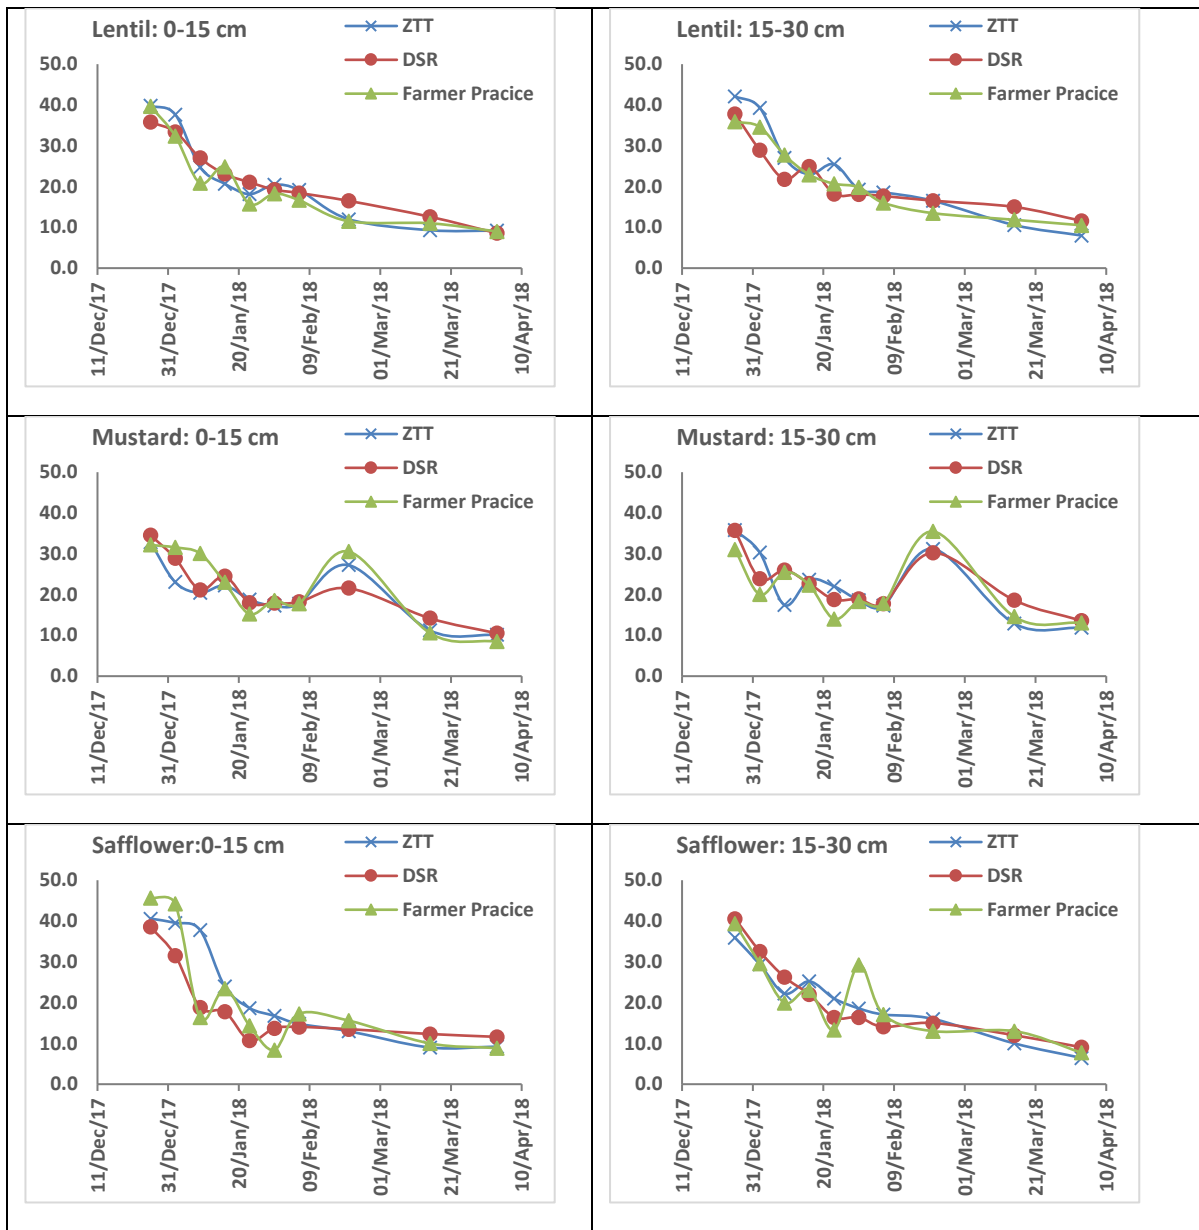 Lentil: 0-15 cm
ZTT
DSR
Farmer Pracice
50.0
40.0
30.0
20.0
10.0
0.0
11/Dec/17
31/Dec/17
20/Jan/18
09/Feb/18
01/Mar/18
21/Mar/18
10/Apr/18
Lentil: 15-30 cm
ZTT
DSR
Farmer Pracice
50.0
40.0
30.0
20.0
10.0
0.0
11/Dec/17
31/Dec/17
20/Jan/18
09/Feb/18
01/Mar/18
21/Mar/18
10/Apr/18
Mustard: 0-15 cm
ZTT
DSR
Farmer Pracice
50.0
40.0
30.0
20.0
10.0
0.0
11/Dec/17
31/Dec/17
20/Jan/18
09/Feb/18
01/Mar/18
21/Mar/18
10/Apr/18
Mustard: 15-30 cm
ZTT
DSR
Farmer Pracice
50.0
40.0
30.0
20.0
10.0
0.0
11/Dec/17
31/Dec/17
20/Jan/18
09/Feb/18
01/Mar/18
21/Mar/18
10/Apr/18
Safflower:0-15 cm
ZTT
DSR
Farmer Pracice
50.0
40.0
30.0
20.0
10.0
0.0
11/Dec/17
31/Dec/17
20/Jan/18
09/Feb/18
01/Mar/18
21/Mar/18
10/Apr/18
Safflower: 15-30 cm
ZTT
DSR
Farmer Pracice
50.0
40.0
30.0
20.0
10.0
0.0
11/Dec/17
31/Dec/17
20/Jan/18
09/Feb/18
01/Mar/18
21/Mar/18
10/Apr/18